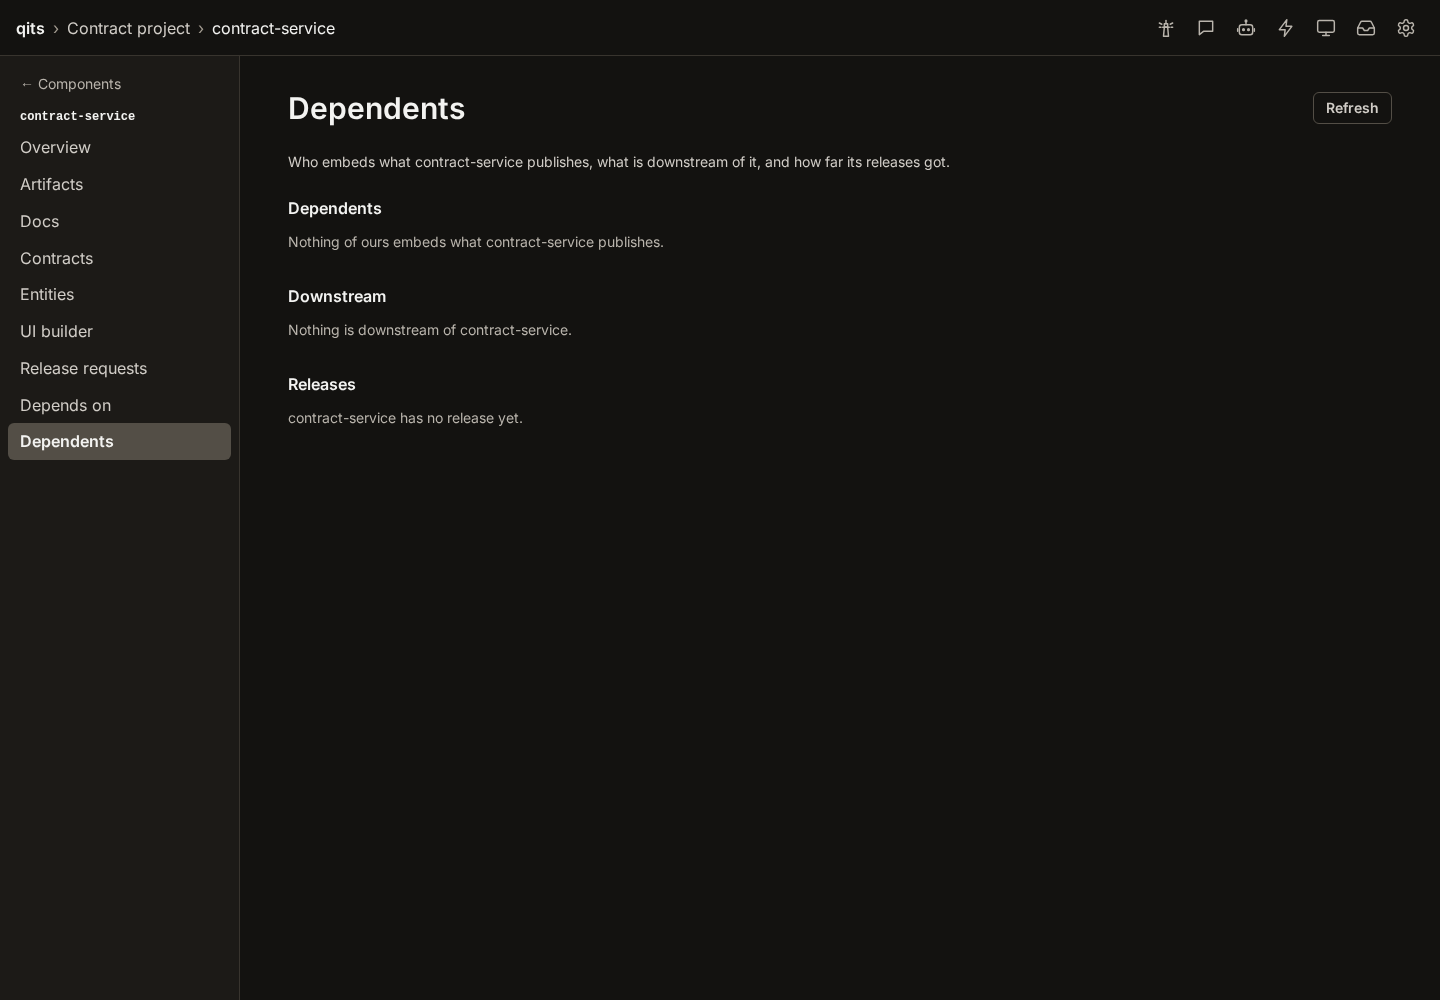 qits › Contract project › contract-service
← Components
contract-service
Overview
Artifacts
Docs
Contracts
Entities
UI builder
Release requests
Depends on
Dependents
Dependents
Refresh
Who embeds what contract-service publishes, what is downstream of it, and how far its releases got.
Dependents
Nothing of ours embeds what contract-service publishes.
Downstream
Nothing is downstream of contract-service.
Releases
contract-service has no release yet.